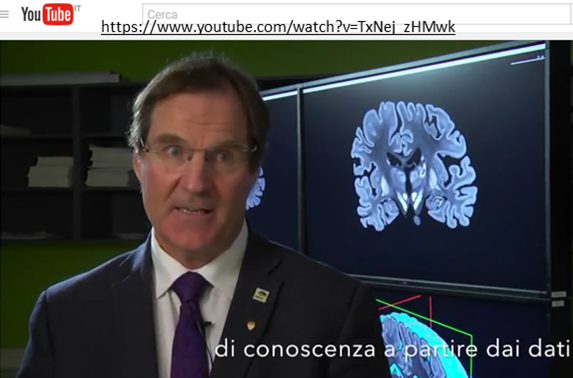 YouTube IT
Cerca
https://www.youtube.com/watch?v=TxNej_zHMwk
di conoscenza a partire dai dati